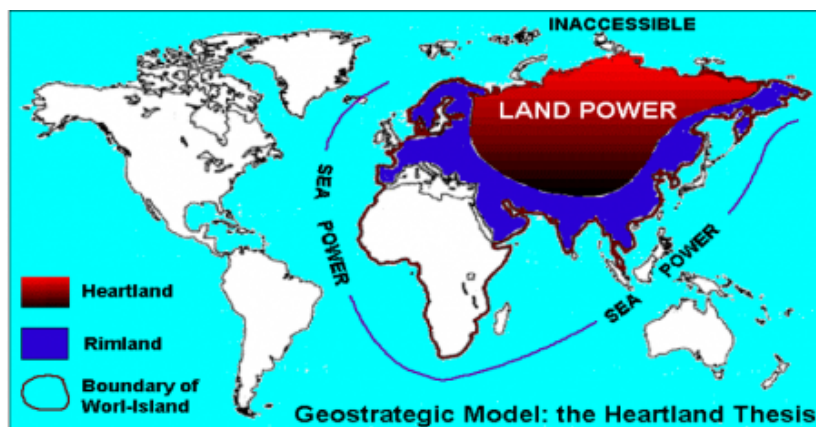 INACCESSIBLE
LAND POWER
SEA POWER
SEA POWER
Heartland
Rimland
Boundary of
Worl-Island
Geostrategic Model: the Heartland Thesis